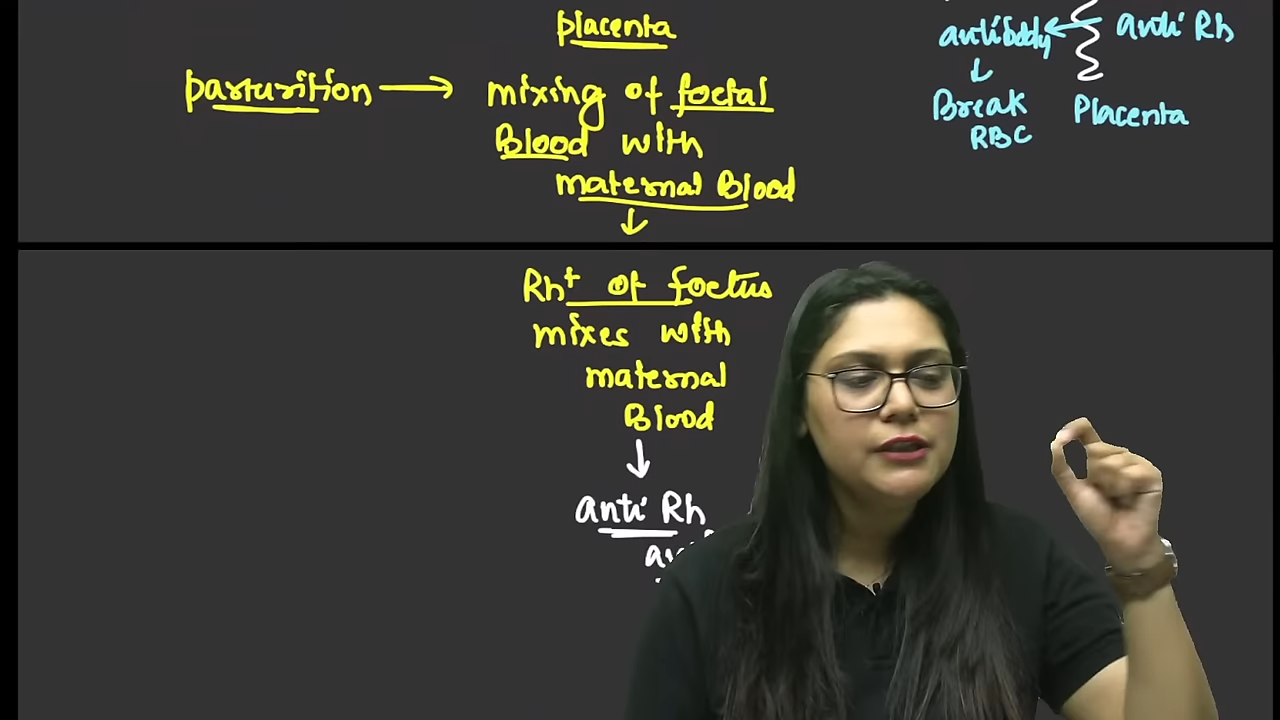 placenta
parturition → mixing of foetal
Blood with
maternal Blood
↓
Rh+ of foetus
mixes with
maternal
Blood
↓
anti Rh
antibody ← anti Rh
↓
Break
RBC
Placenta